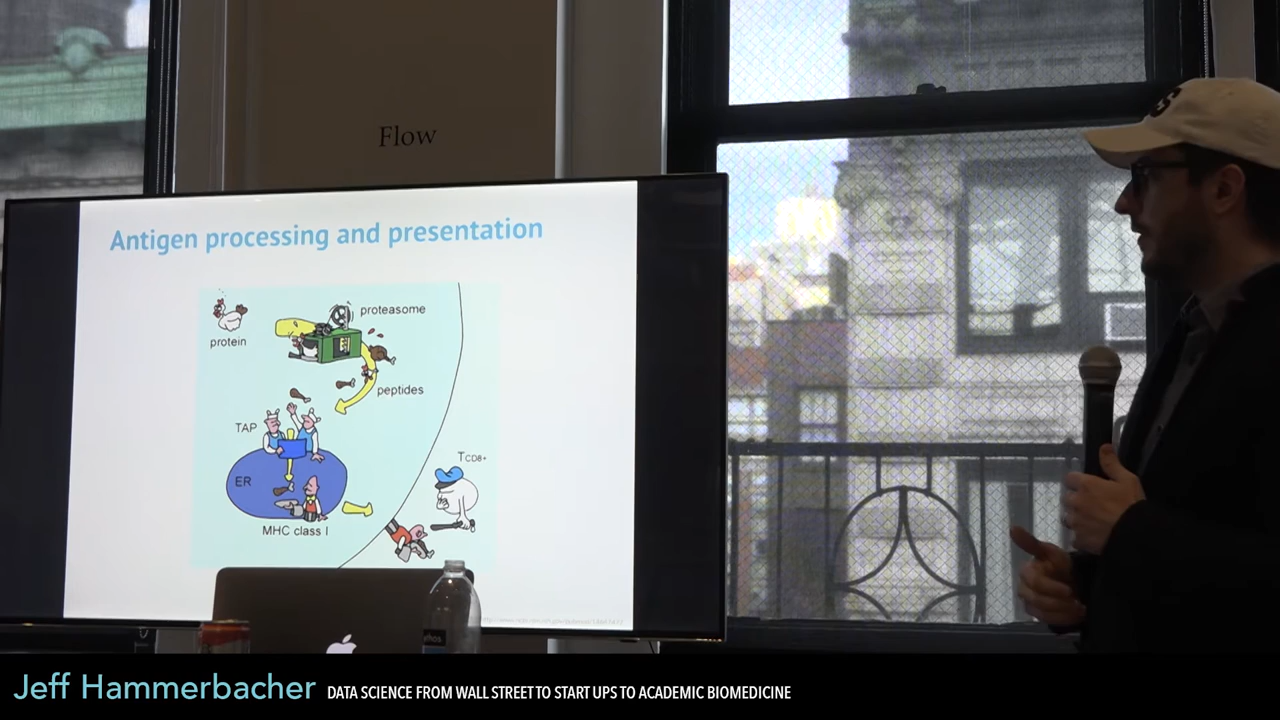 Flow
Antigen processing and presentation
proteasome
protein
peptides
TAP
TCD8+
ER
MHC class I
Jeff Hammerbacher
DATA SCIENCE FROM WALL STREET TO START UPS TO ACADEMIC BIOMEDICINE